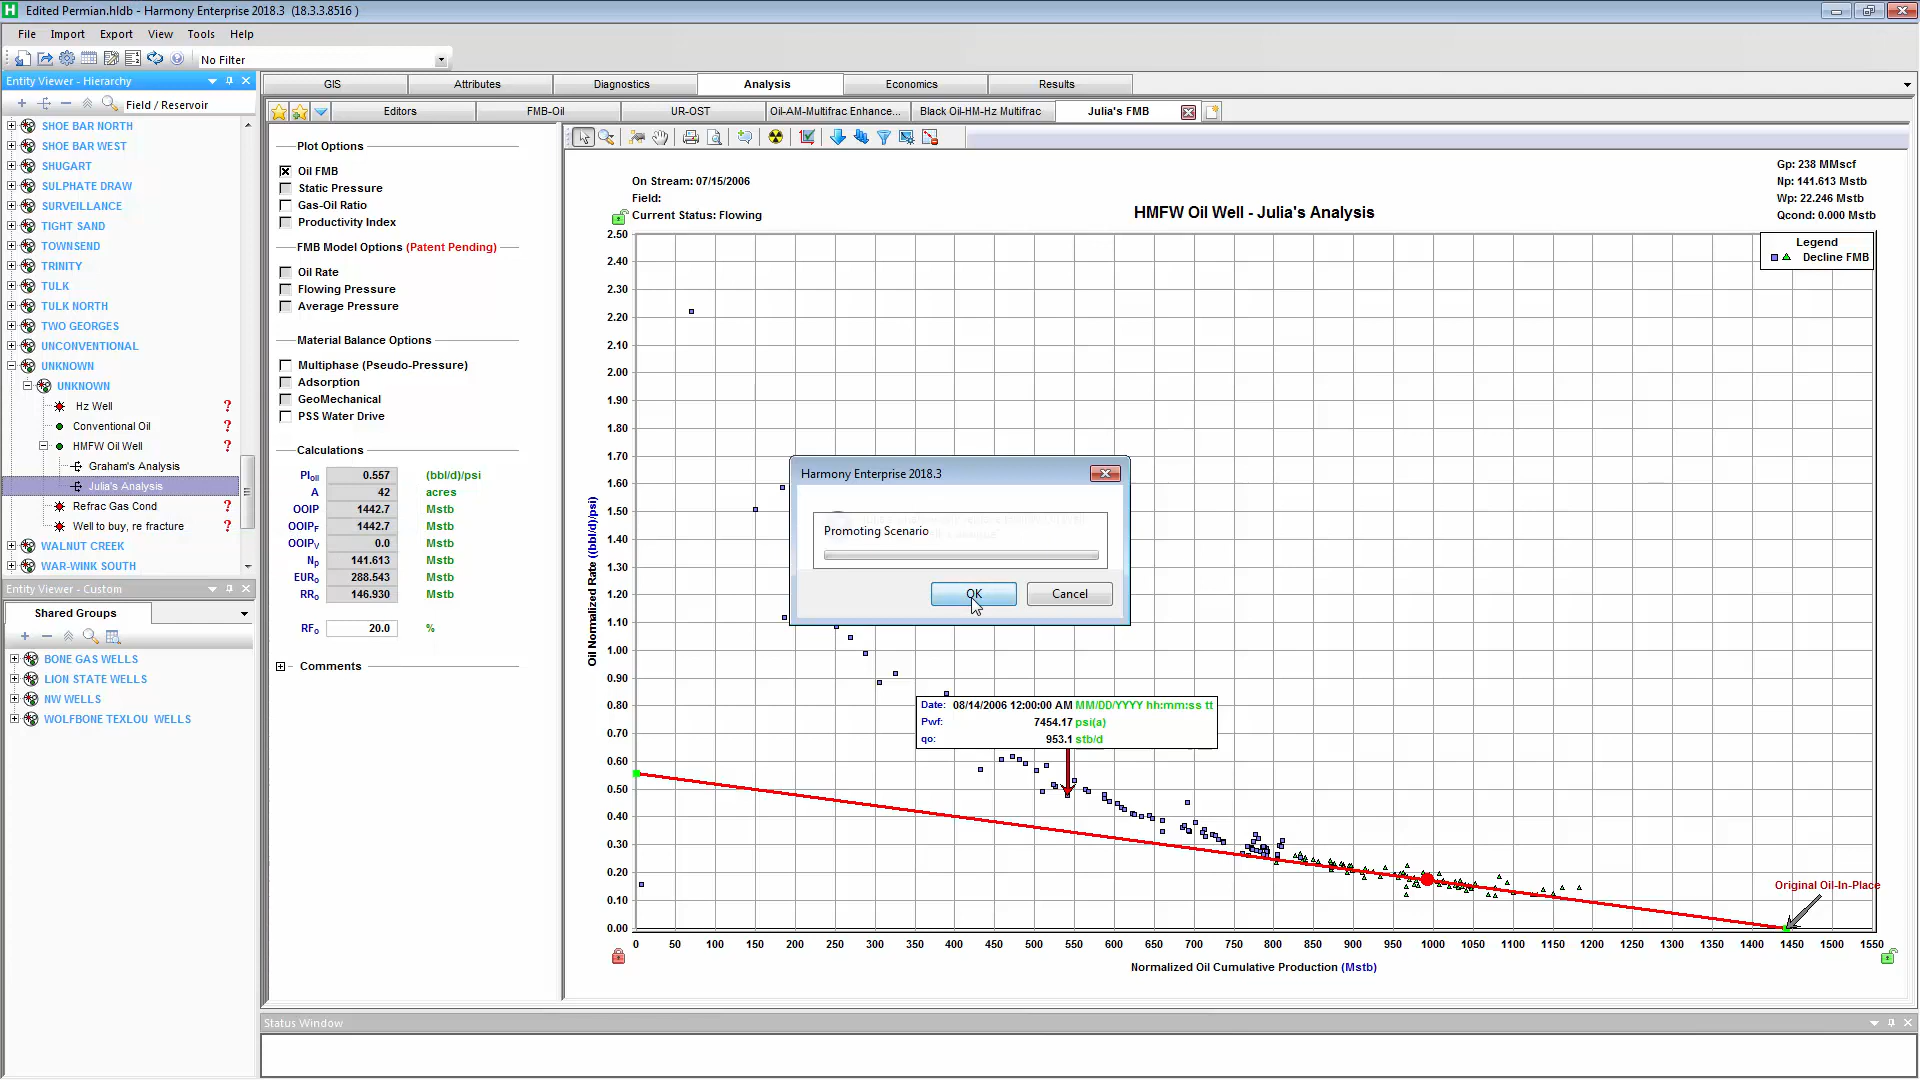 Edited Permian.hldb - Harmony Enterprise 2018.3 (18.3.3.8516 )
File Import Export View Tools Help
No Filter
Entity Viewer - Hierarchy
Field / Reservoir
SHOE BAR NORTH
SHOE BAR WEST
SHUGART
SULPHATE DRAW
SURVEILLANCE
TIGHT SAND
TOWNSEND
TRINITY
TULK
TULK NORTH
TWO GEORGES
UNCONVENTIONAL
UNKNOWN
UNKNOWN
Hz Well ?
Conventional Oil ?
HMFW Oil Well ?
Graham's Analysis
Julia's Analysis
Refrac Gas Cond ?
Well to buy, re fracture ?
WALNUT CREEK
WAR-WINK SOUTH
Entity Viewer - Custom
Shared Groups
BONE GAS WELLS
LION STATE WELLS
NW WELLS
WOLFBONE TEXLOU WELLS
GIS Attributes Diagnostics Analysis Economics Results
Editors FMB-Oil UR-OST Oil-AM-Multifrac Enhance... Black Oil-HM-Hz Multifrac Julia's FMB
Plot Options
Oil FMB
Static Pressure
Gas-Oil Ratio
Productivity Index
FMB Model Options (Patent Pending)
Oil Rate
Flowing Pressure
Average Pressure
Material Balance Options
Multiphase (Pseudo-Pressure)
Adsorption
GeoMechanical
PSS Water Drive
Calculations
PIoil 0.557 (bbl/d)/psi
A 42 acres
OOIP 1442.7 Mstb
OOIPF 1442.7 Mstb
OOIPV 0.0 Mstb
Np 141.613 Mstb
EURo 288.543 Mstb
RRo 146.930 Mstb
RFo 20.0 %
Comments
On Stream: 07/15/2006
Field:
Current Status: Flowing
HMFW Oil Well - Julia's Analysis
Gp: 238 MMscf
Np: 141.613 Mstb
Wp: 22.246 Mstb
Qcond: 0.000 Mstb
Legend
Decline FMB
2.50
2.40
2.30
2.20
2.10
2.00
1.90
1.80
1.70
1.60
1.50
1.40
1.30
1.20
1.10
1.00
0.90
0.80
0.70
0.60
0.50
0.40
0.30
0.20
0.10
0.00
Oil Normalized Rate ((bbl/d)/psi)
Harmony Enterprise 2018.3
Promoting Scenario
OK Cancel
Date: 08/14/2006 12:00:00 AM MM/DD/YYYY hh:mm:ss tt
Pwf: 7454.17 psi(a)
qo: 953.1 stb/d
Original Oil-In-Place
0 50 100 150 200 250 300 350 400 450 500 550 600 650 700 750 800 850 900 950 1000 1050 1100 1150 1200 1250 1300 1350 1400 1450 1500 1550
Normalized Oil Cumulative Production (Mstb)
Status Window